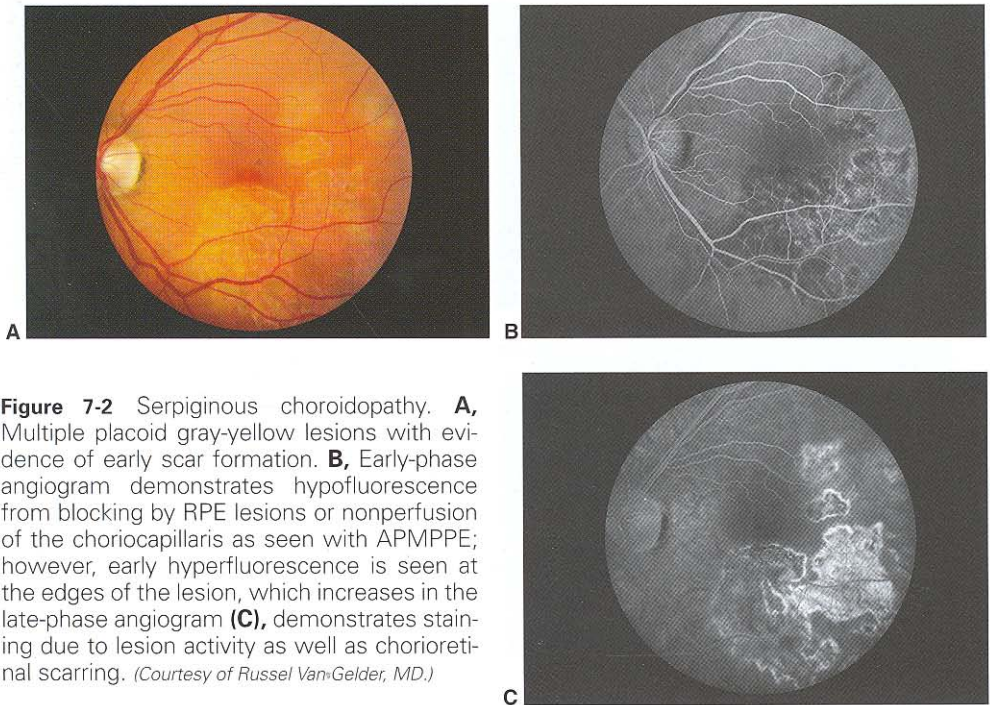 A
B
Figure 7-2 Serpiginous choroidopathy. A,
Multiple placoid gray-yellow lesions with evi-
dence of early scar formation. B, Early-phase
angiogram demonstrates hypofluorescence
from blocking by RPE lesions or nonperfusion
of the choriocapillaris as seen with APMPPE;
however, early hyperfluorescence is seen at
the edges of the lesion, which increases in the
late-phase angiogram (C), demonstrates stain-
ing due to lesion activity as well as chorioreti-
nal scarring. (Courtesy of Russel Van Gelder, MD.)
C